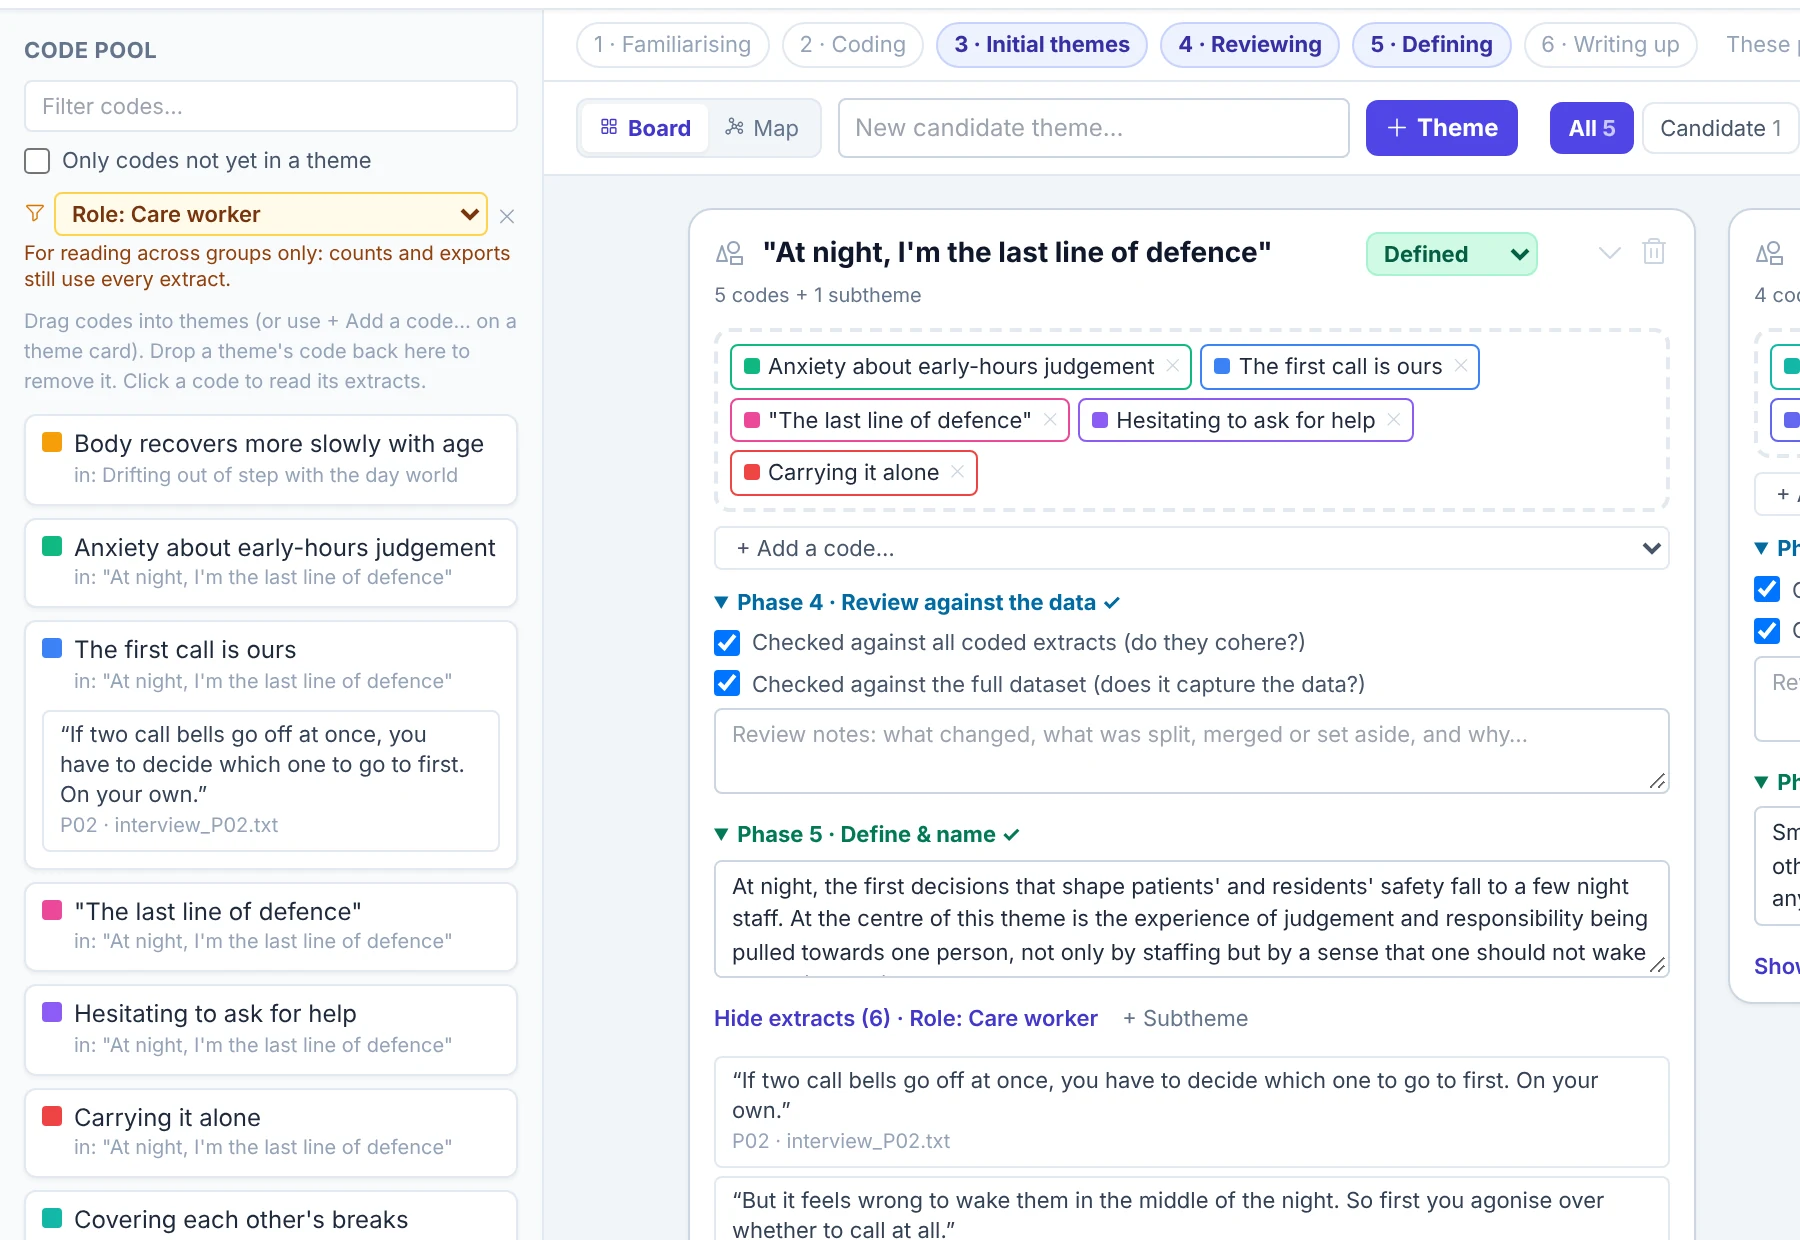 CODE POOL
Filter codes...
Only codes not yet in a theme
Role: Care worker
For reading across groups only: counts and exports
still use every extract.
Drag codes into themes (or use + Add a code... on a
theme card). Drop a theme's code back here to
remove it. Click a code to read its extracts.
Body recovers more slowly with age
in: Drifting out of step with the day world
Anxiety about early-hours judgement
in: "At night, I'm the last line of defence"
The first call is ours
in: "At night, I'm the last line of defence"
“If two call bells go off at once, you
have to decide which one to go to first.
On your own.”
P02 · interview_P02.txt
"The last line of defence"
in: "At night, I'm the last line of defence"
Hesitating to ask for help
in: "At night, I'm the last line of defence"
Carrying it alone
in: "At night, I'm the last line of defence"
Covering each other's breaks
1 · Familiarising
2 · Coding
3 · Initial themes
4 · Reviewing
5 · Defining
6 · Writing up
These
Board
Map
New candidate theme...
+ Theme
All 5
Candidate 1
"At night, I'm the last line of defence"
Defined
5 codes + 1 subtheme
Anxiety about early-hours judgement
The first call is ours
"The last line of defence"
Hesitating to ask for help
Carrying it alone
+ Add a code...
Phase 4 · Review against the data ✓
Checked against all coded extracts (do they cohere?)
Checked against the full dataset (does it capture the data?)
Review notes: what changed, what was split, merged or set aside, and why...
Phase 5 · Define & name ✓
At night, the first decisions that shape patients' and residents' safety fall to a few night
staff. At the centre of this theme is the experience of judgement and responsibility being
pulled towards one person, not only by staffing but by a sense that one should not wake
Hide extracts (6) · Role: Care worker
+ Subtheme
“If two call bells go off at once, you have to decide which one to go to first. On your
own.”
P02 · interview_P02.txt
“But it feels wrong to wake them in the middle of the night. So first you agonise over
whether to call at all.”